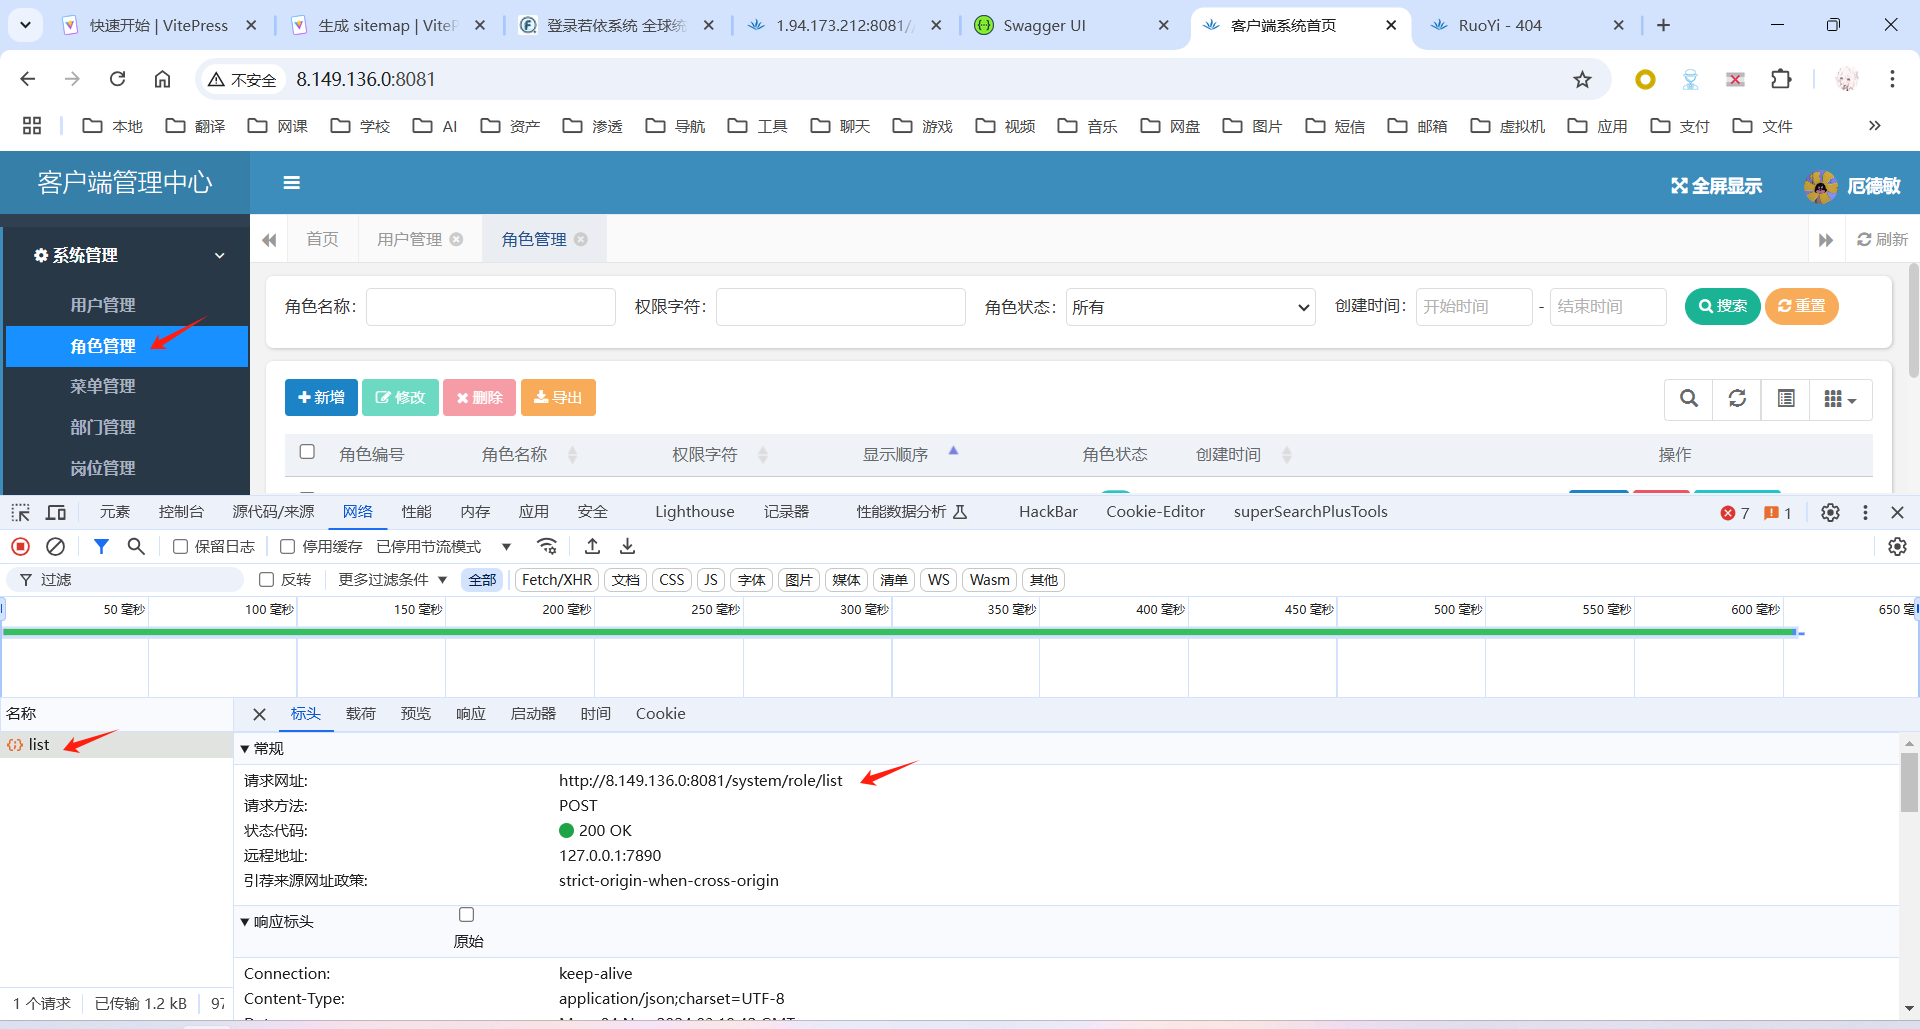 快速开始 | VitePress
生成 sitemap | ViteP
登录若依系统 全球统
1.94.173.212:8081//
Swagger UI
客户端系统首页
RuoYi - 404
不安全
8.149.136.0:8081
本地
翻译
网课
学校
AI
资产
渗透
导航
工具
聊天
游戏
视频
音乐
网盘
图片
短信
邮箱
虚拟机
应用
支付
文件
客户端管理中心
全屏显示
厄德敏
系统管理
首页
用户管理
角色管理
刷新
用户管理
角色管理
菜单管理
部门管理
岗位管理
角色名称：
权限字符：
角色状态：
所有
创建时间：
开始时间
-
结束时间
搜索
重置
新增
修改
删除
导出
角色编号
角色名称
权限字符
显示顺序
角色状态
创建时间
操作
元素
控制台
源代码/来源
网络
性能
内存
应用
安全
Lighthouse
记录器
性能数据分析
HackBar
Cookie-Editor
superSearchPlusTools
7
1
保留日志
停用缓存
已停用节流模式
过滤
反转
更多过滤条件
全部
Fetch/XHR
文档
CSS
JS
字体
图片
媒体
清单
WS
Wasm
其他
50 毫秒
100 毫秒
150 毫秒
200 毫秒
250 毫秒
300 毫秒
350 毫秒
400 毫秒
450 毫秒
500 毫秒
550 毫秒
600 毫秒
650 毫
名称
标头
载荷
预览
响应
启动器
时间
Cookie
list
常规
请求网址:
http://8.149.136.0:8081/system/role/list
请求方法:
POST
状态代码:
200 OK
远程地址:
127.0.0.1:7890
引荐来源网址政策:
strict-origin-when-cross-origin
响应标头
原始
Connection:
keep-alive
Content-Type:
application/json;charset=UTF-8
1 个请求
已传输 1.2 kB
97